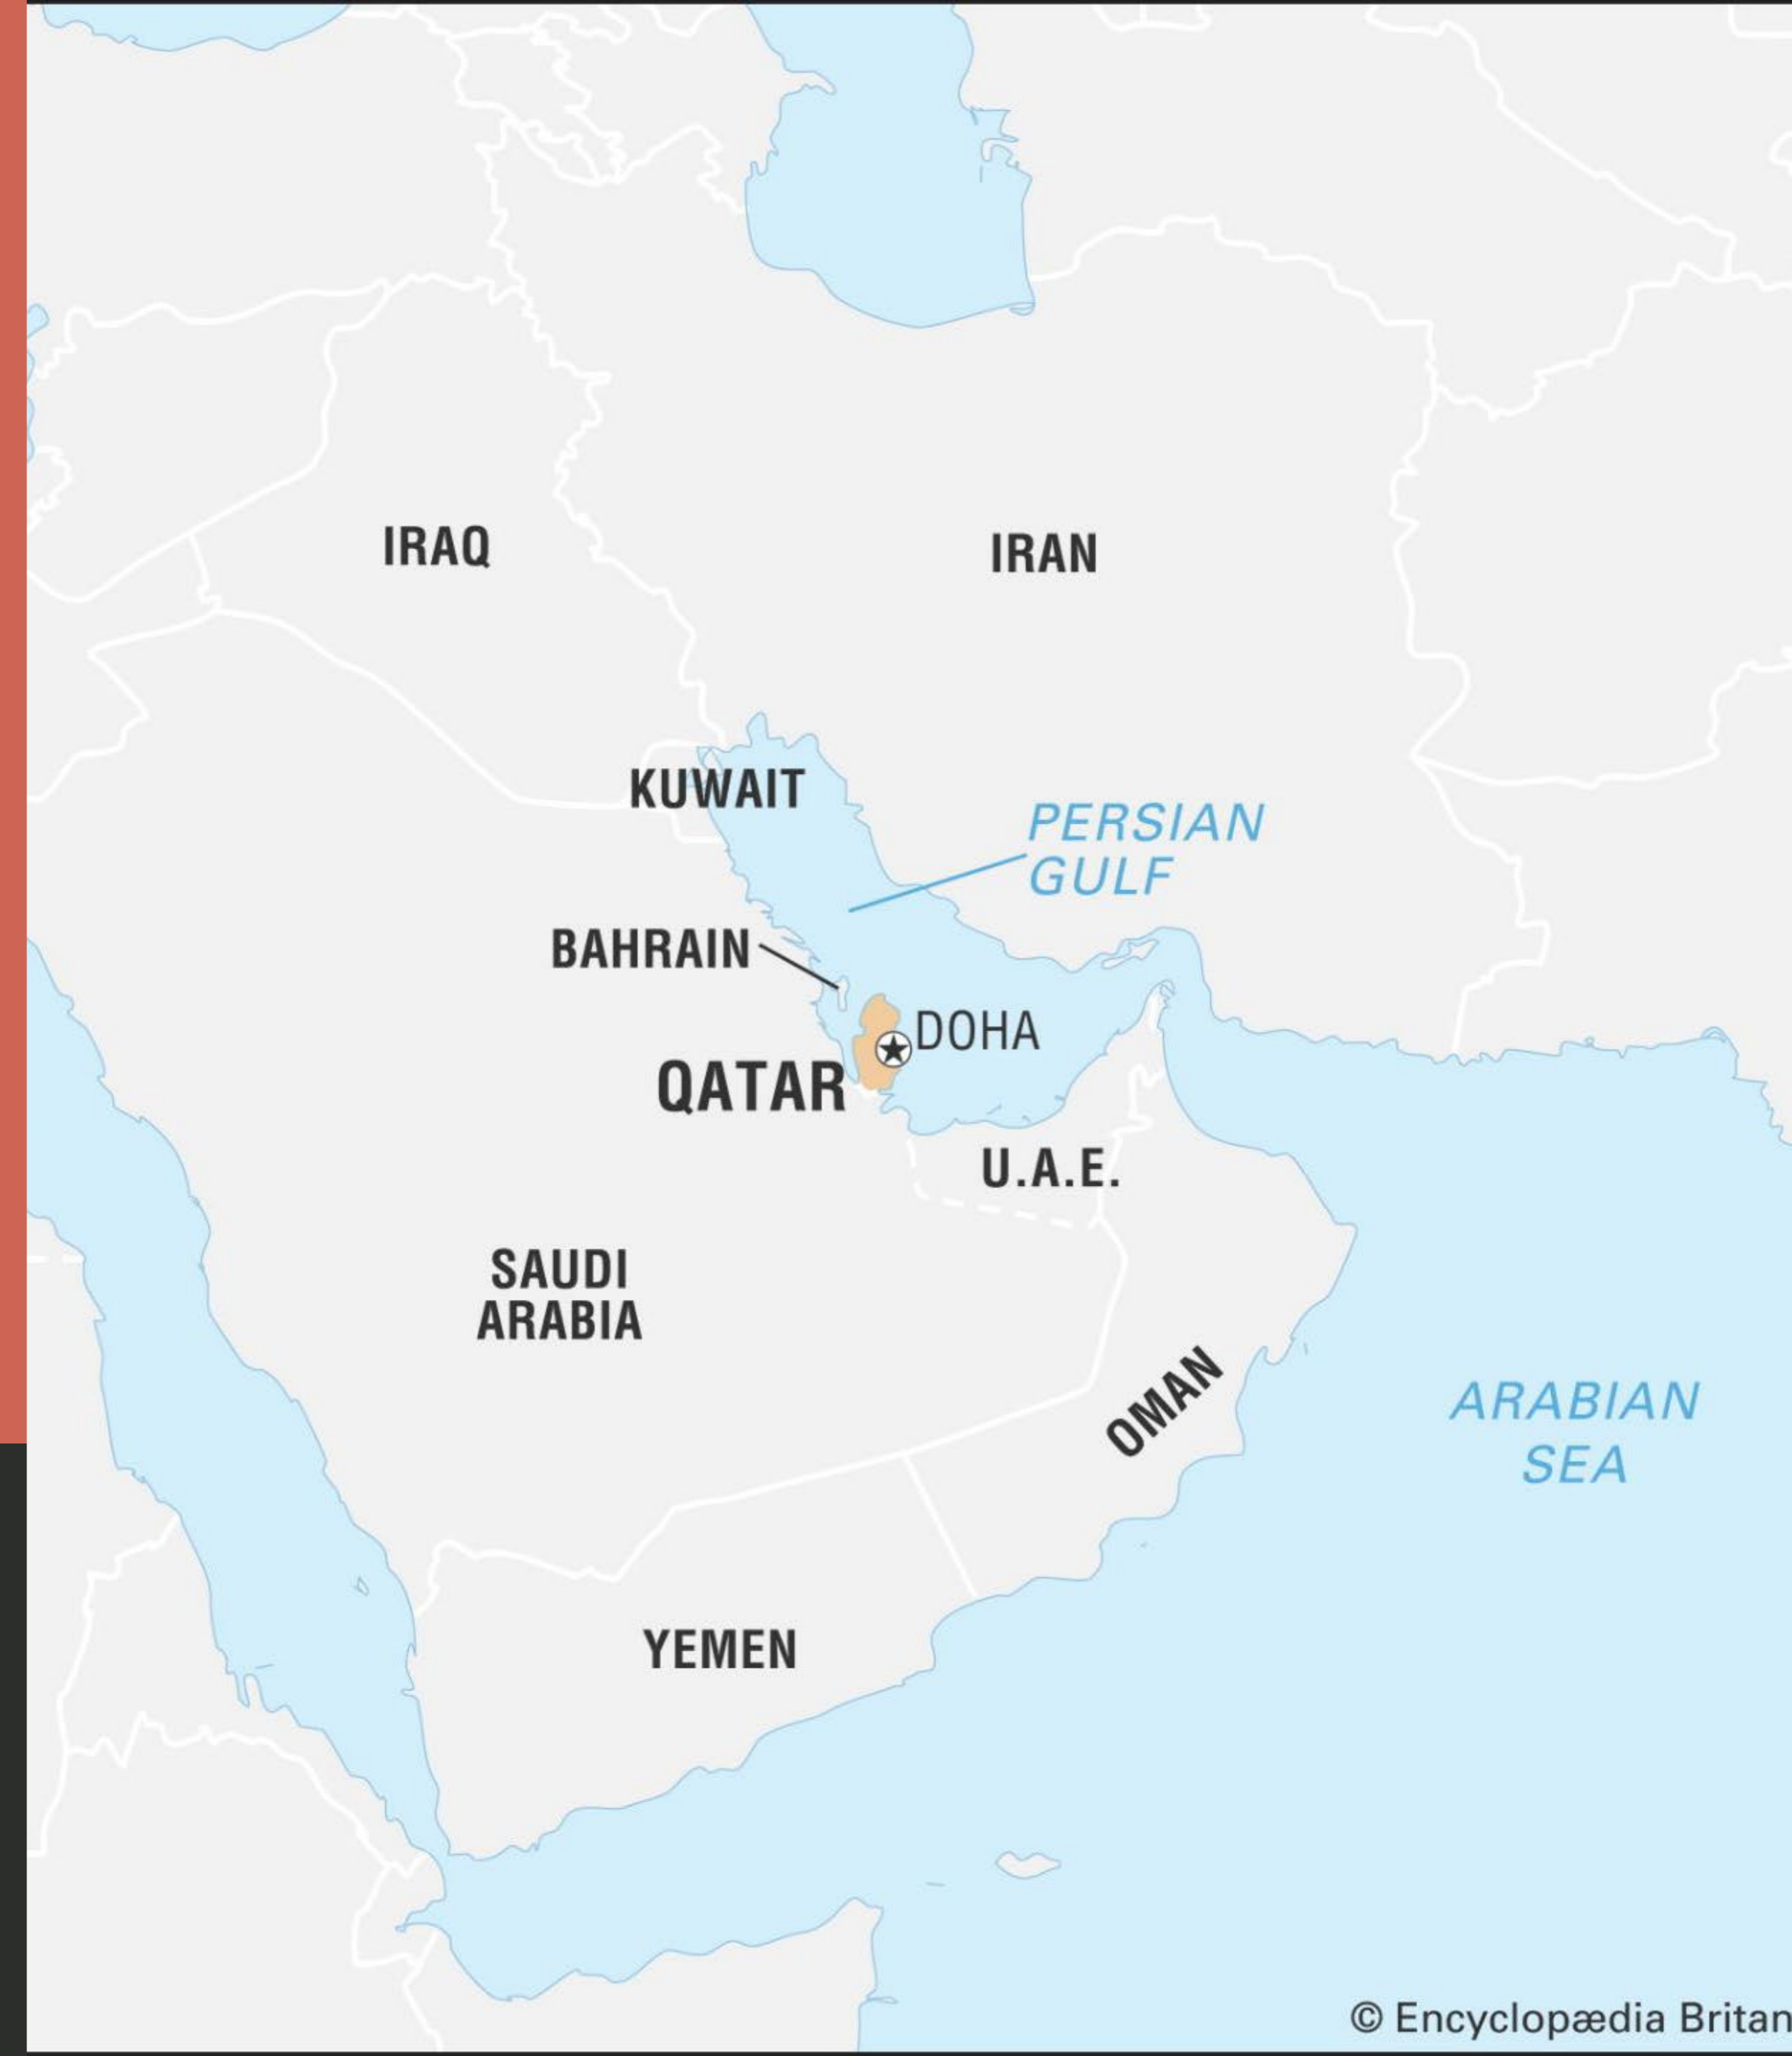 IRAQ
IRAN
KUWAIT
PERSIAN
GULF
BAHRAIN
DOHA
QATAR
U.A.E.
SAUDI
ARABIA
OMAN
ARABIAN
SEA
YEMEN
© Encyclopædia Britan